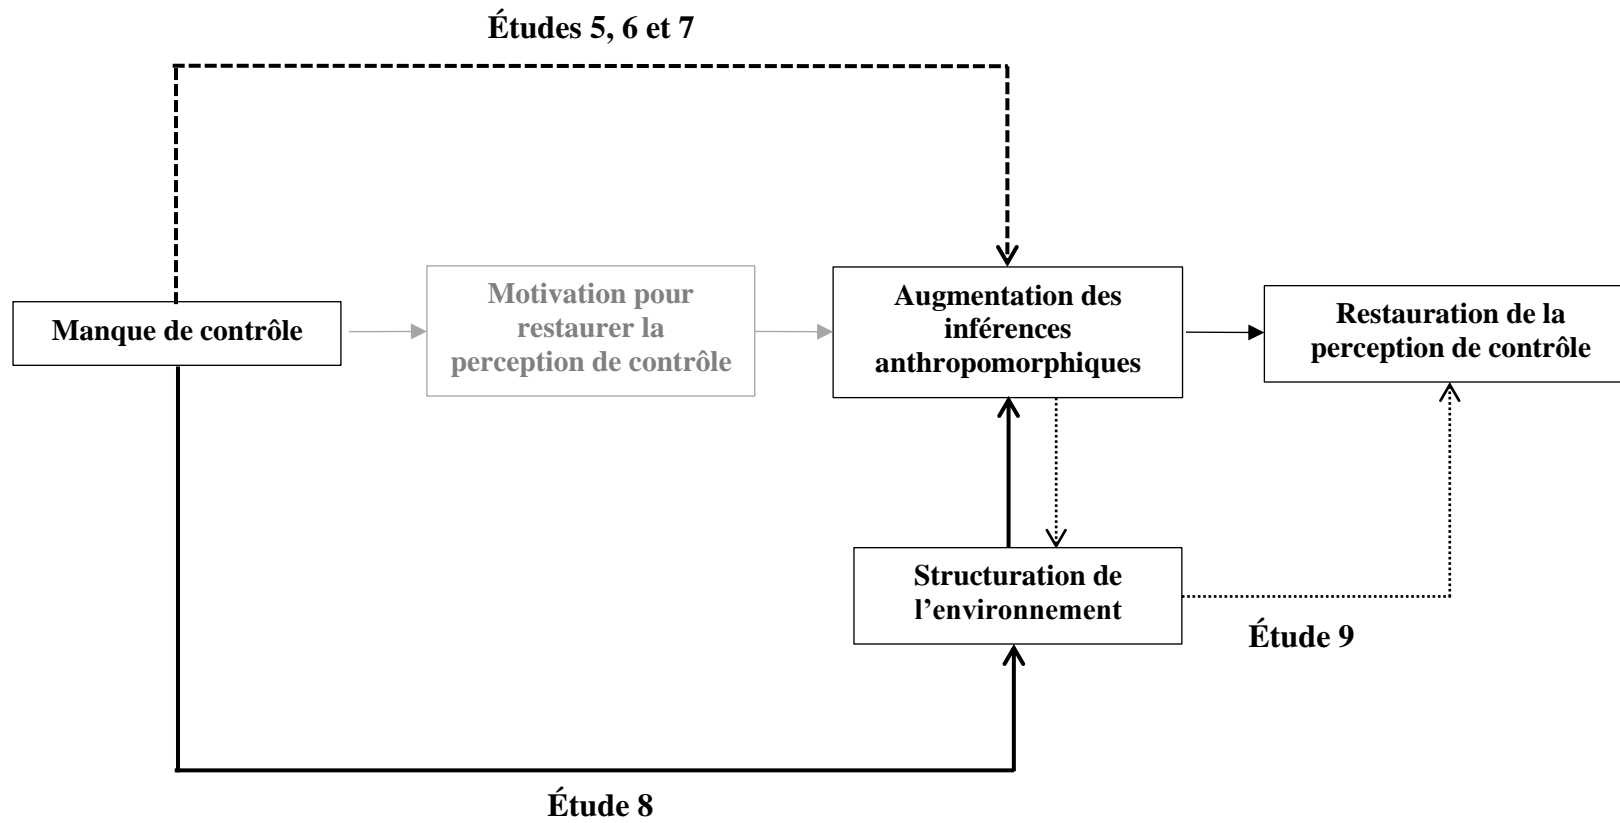 Études 5, 6 et 7
Manque de contrôle
Motivation pour
restaurer la
perception de contrôle
Augmentation des
inférences
anthropomorphiques
Restauration de la
perception de contrôle
Structuration de
l’environnement
Étude 9
Étude 8